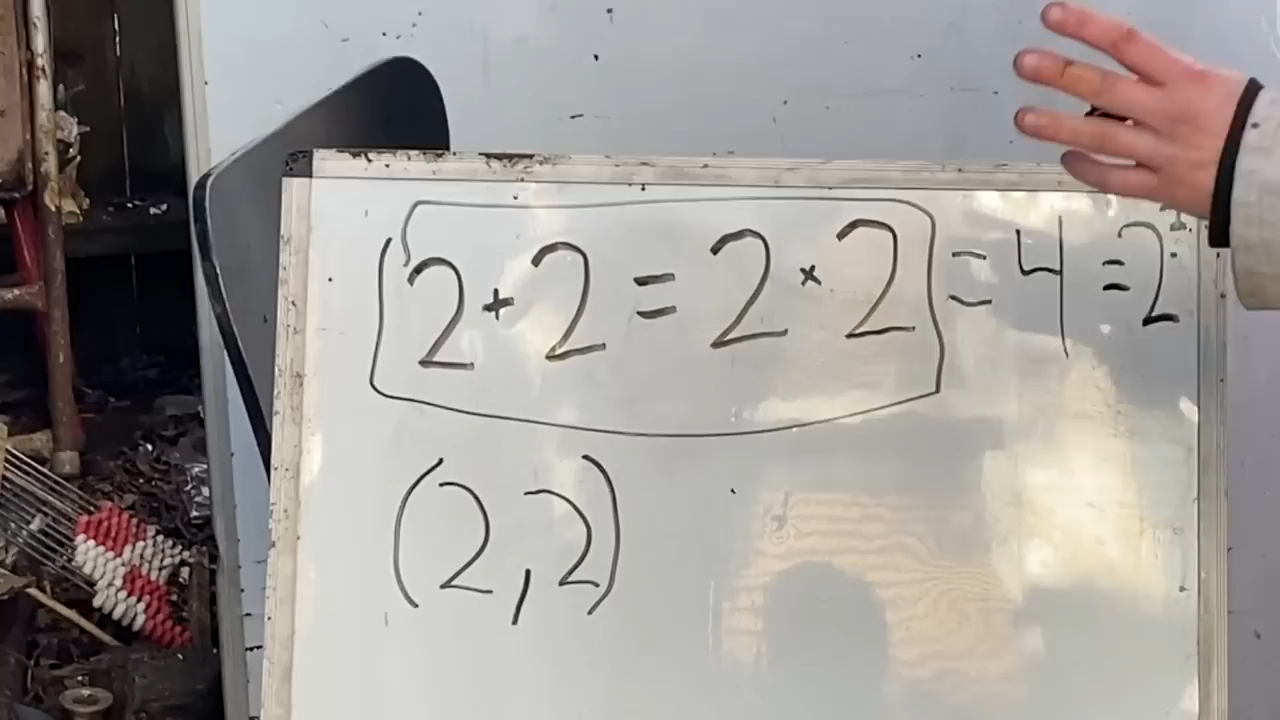 2 + 2 = 2 × 2 = 4 = 2
(2,2)